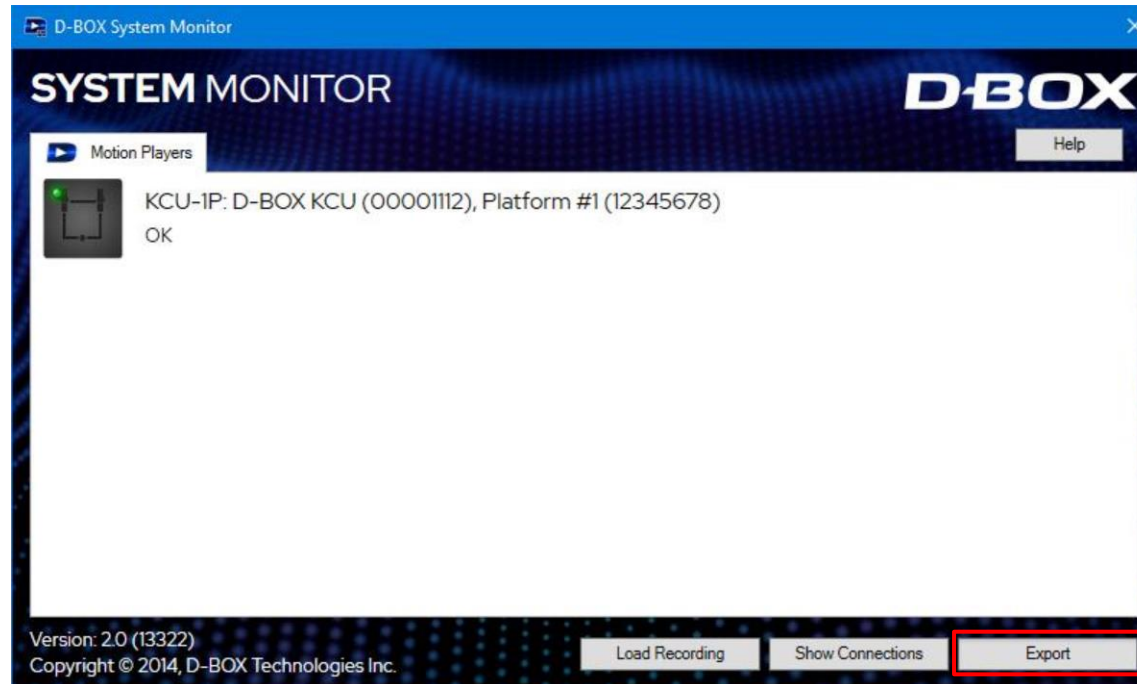 D-BOX System Monitor
SYSTEM MONITOR
D-BOX
Motion Players
Help
KCU-1P: D-BOX KCU (00001112), Platform #1 (12345678)
OK
Version: 2.0 (13322)
Copyright © 2014, D-BOX Technologies Inc.
Load Recording
Show Connections
Export